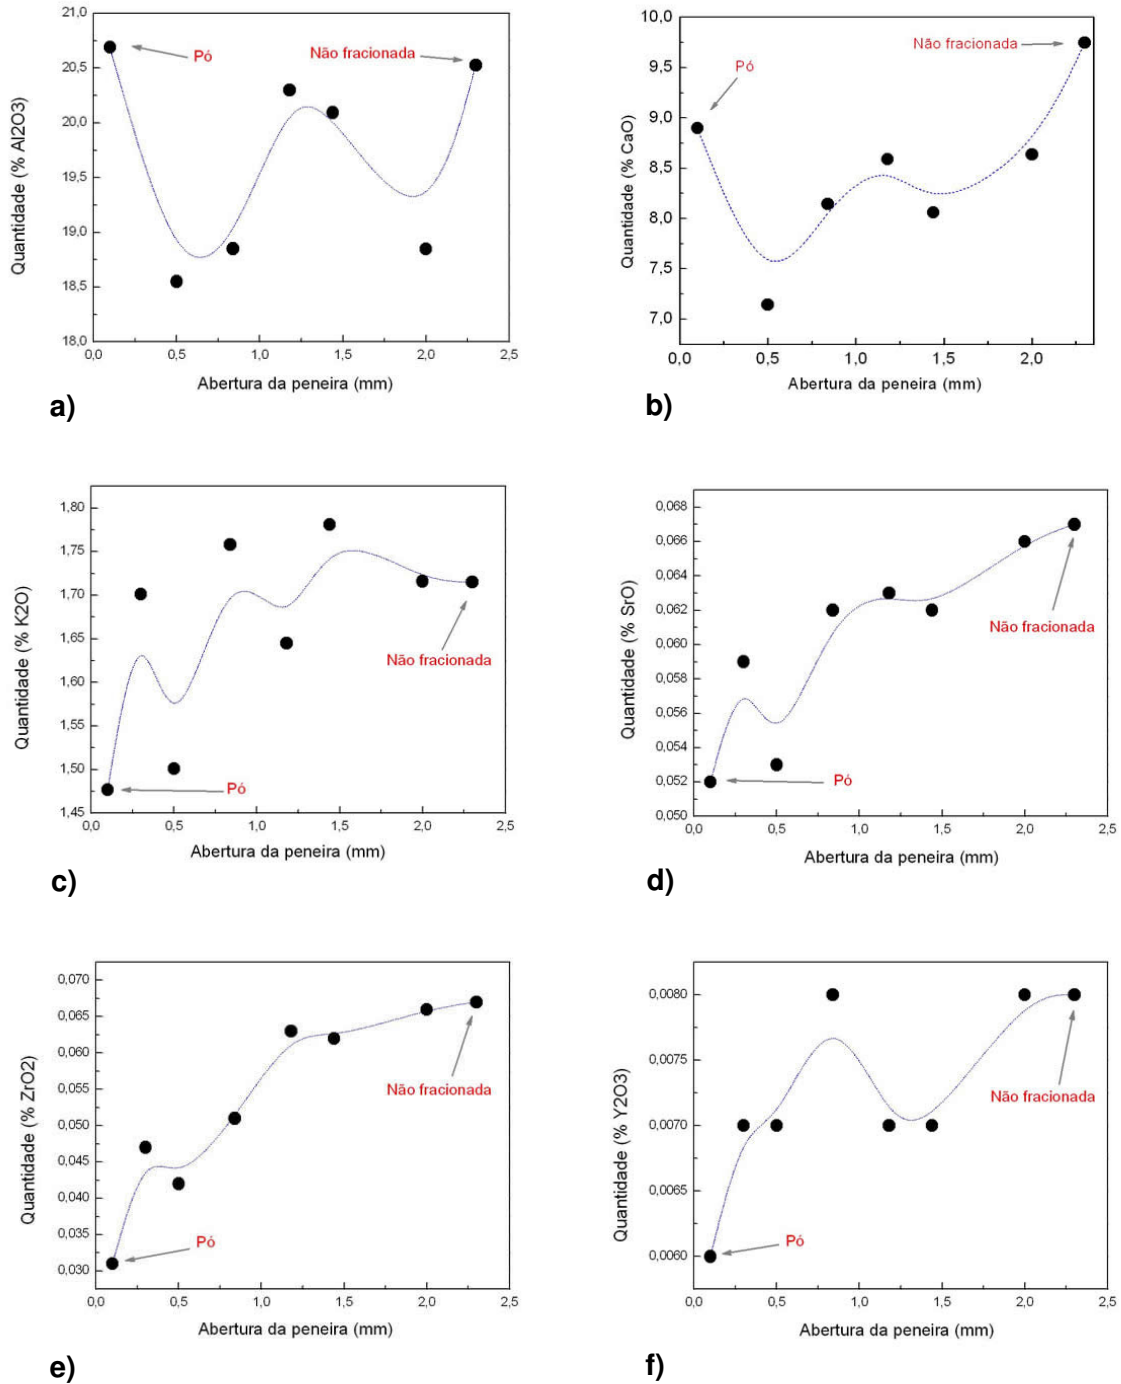 21,0
20,5
20,0
19,5
19,0
18,5
18,0
Quantidade (% Al2O3)
Pó
Não fracionada
0,0 0,5 1,0 1,5 2,0 2,5
Abertura da peneira (mm)
a)
10,0
9,5
9,0
8,5
8,0
7,5
7,0
Quantidade (% CaO)
Não fracionada
Pó
0,0 0,5 1,0 1,5 2,0
Abertura da peneira (mm)
b)
1,80
1,75
1,70
1,65
1,60
1,55
1,50
1,45
Quantidade (% K2O)
Não fracionada
Pó
0,0 0,5 1,0 1,5 2,0 2,5
Abertura da peneira (mm)
c)
0,068
0,066
0,064
0,062
0,060
0,058
0,056
0,054
0,052
0,050
Quantidade (% SrO)
Não fracionada
Pó
0,0 0,5 1,0 1,5 2,0 2,5
Abertura da peneira (mm)
d)
0,070
0,065
0,060
0,055
0,050
0,045
0,040
0,035
0,030
Quantidade (% ZrO2)
Não fracionada
Pó
0,0 0,5 1,0 1,5 2,0 2,5
Abertura da peneira (mm)
e)
0,0080
0,0075
0,0070
0,0065
0,0060
Quantidade (% Y2O3)
Não fracionada
Pó
0,0 0,5 1,0 1,5 2,0 2,5
Abertura da peneira (mm)
f)